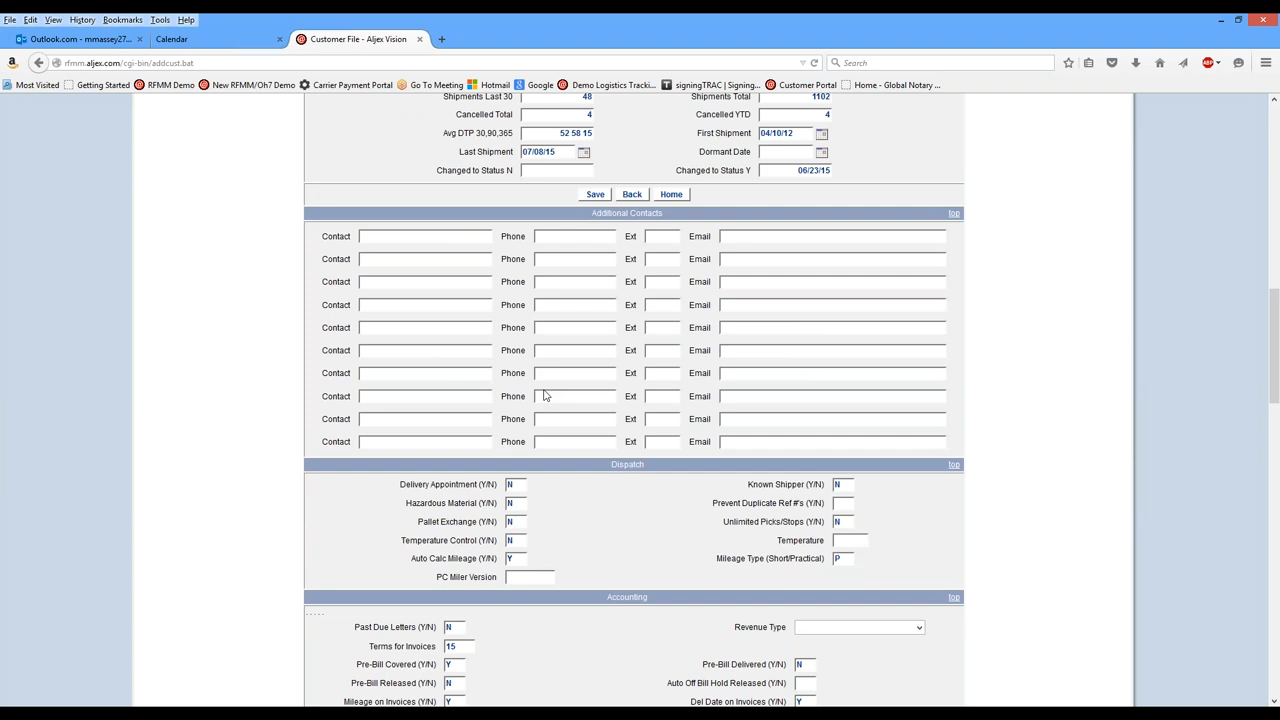 File Edit View History Bookmarks Tools Help
Outlook.com - mmassey27... × Calendar × Customer File - Aljex Vision × +
rfmm.aljex.com/cgi-bin/addcust.bat Search
Most Visited Getting Started RFMM Demo New RFMM/Oh7 Demo Carrier Payment Portal Go To Meeting Hotmail Google Demo Logistics Tracki... signingTRAC | Signing... Customer Portal Home - Global Notary ...
Shipments Last 30 48 Shipments Total 1102
Cancelled Total 4 Cancelled YTD 4
Avg DTP 30,90,365 52 58 15 First Shipment 04/10/12
Last Shipment 07/08/15 Dormant Date
Changed to Status N Changed to Status Y 06/23/15
Save Back Home
Additional Contacts top
Contact Phone Ext Email
Contact Phone Ext Email
Contact Phone Ext Email
Contact Phone Ext Email
Contact Phone Ext Email
Contact Phone Ext Email
Contact Phone Ext Email
Contact Phone Ext Email
Contact Phone Ext Email
Contact Phone Ext Email
Dispatch top
Delivery Appointment (Y/N) N Known Shipper (Y/N) N
Hazardous Material (Y/N) N Prevent Duplicate Ref #'s (Y/N)
Pallet Exchange (Y/N) N Unlimited Picks/Stops (Y/N) N
Temperature Control (Y/N) N Temperature
Auto Calc Mileage (Y/N) Y Mileage Type (Short/Practical) P
PC Miler Version
Accounting top
.....
Past Due Letters (Y/N) N Revenue Type
Terms for Invoices 15
Pre-Bill Covered (Y/N) Y Pre-Bill Delivered (Y/N) N
Pre-Bill Released (Y/N) N Auto Off Bill Hold Released (Y/N)
Mileage on Invoices (Y/N) Y Del Date on Invoices (Y/N) Y